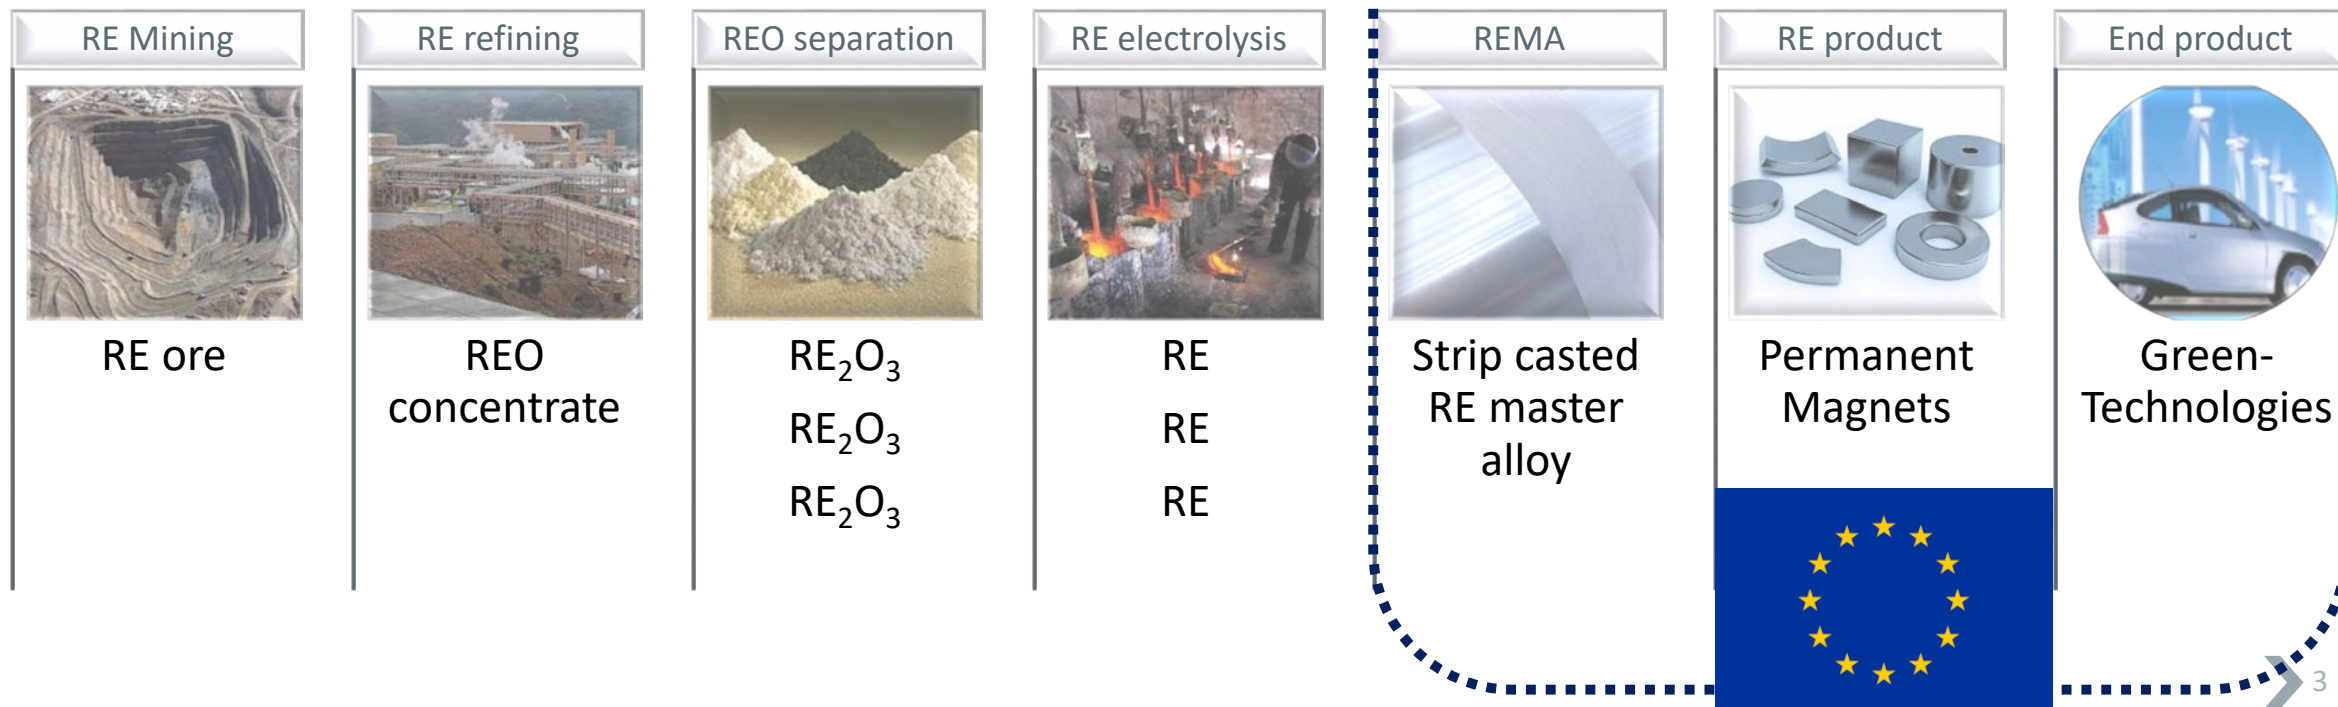 RE Mining
RE refining
REO separation
RE electrolysis
REMA
RE product
End product
RE ore
REO
concentrate
RE₂O₃
RE₂O₃
RE₂O₃
RE
RE
RE
Strip casted
RE master
alloy
Permanent
Magnets
Green-
Technologies
3